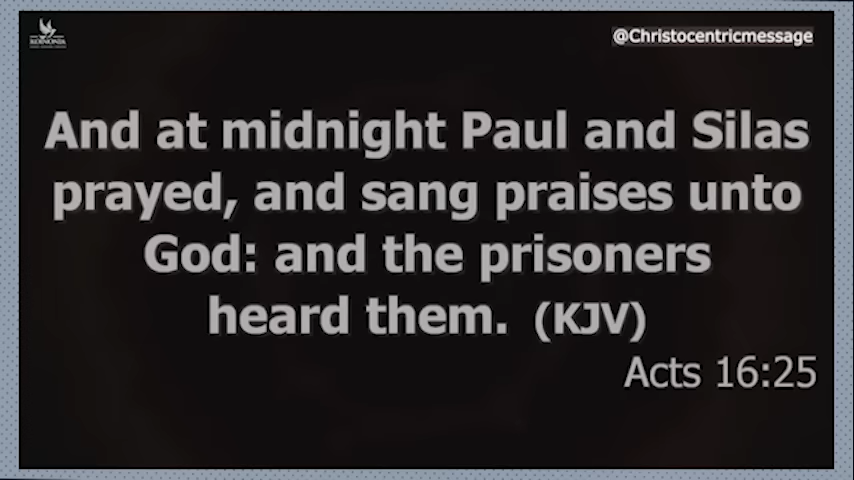 KOINONIA
@Christocentricmessage
And at midnight Paul and Silas
prayed, and sang praises unto
God: and the prisoners
heard them. (KJV)
Acts 16:25